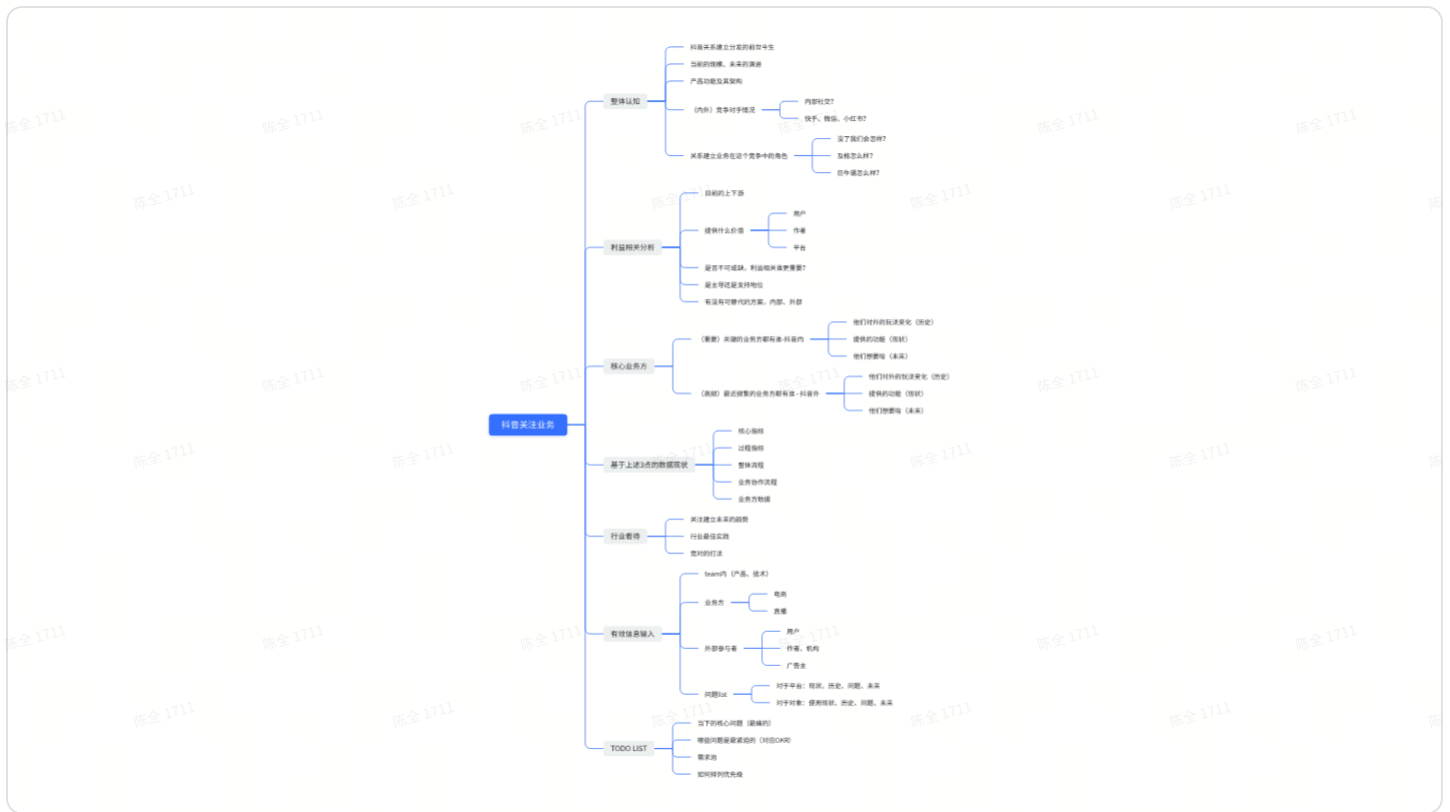 抖音关注业务
整体认知
抖音关系建立分发的前世今生
当前的规模、未来的演进
产品功能及其架构
（内外）竞争对手情况
内部社交？
快手、微信、小红书？
关系建立业务在这个竞争中的角色
没了我们会怎样？
及格怎么样？
巨牛逼怎么样？
利益相关分析
目前的上下游
提供什么价值
用户
作者
平台
是否不可或缺，利益相关谁更重要？
是主导还是支持地位
有没有可替代的方案，内部、外部
核心业务方
（重要）关键的业务方都有谁-抖音内
他们对外的玩法变化（历史）
提供的功能（现状）
他们想要啥（未来）
（高频）最近频繁的业务方都有谁 - 抖音外
他们对外的玩法变化（历史）
提供的功能（现状）
他们想要啥（未来）
基于上述3点的数据现状
核心指标
过程指标
整体流程
业务协作流程
业务方数据
行业看待
关注建立未来的趋势
行业最佳实践
竞对的打法
有效信息输入
team内（产品、技术）
业务方
电商
直播
外部参与者
用户
作者、机构
广告主
问题list
对于平台：现状、历史、问题、未来
对于对象：使用现状、历史、问题、未来
TODO LIST
当下的核心问题（最痛的）
哪些问题是最紧迫的（对应OKR）
需求池
如何排列优先级
陈全 1711